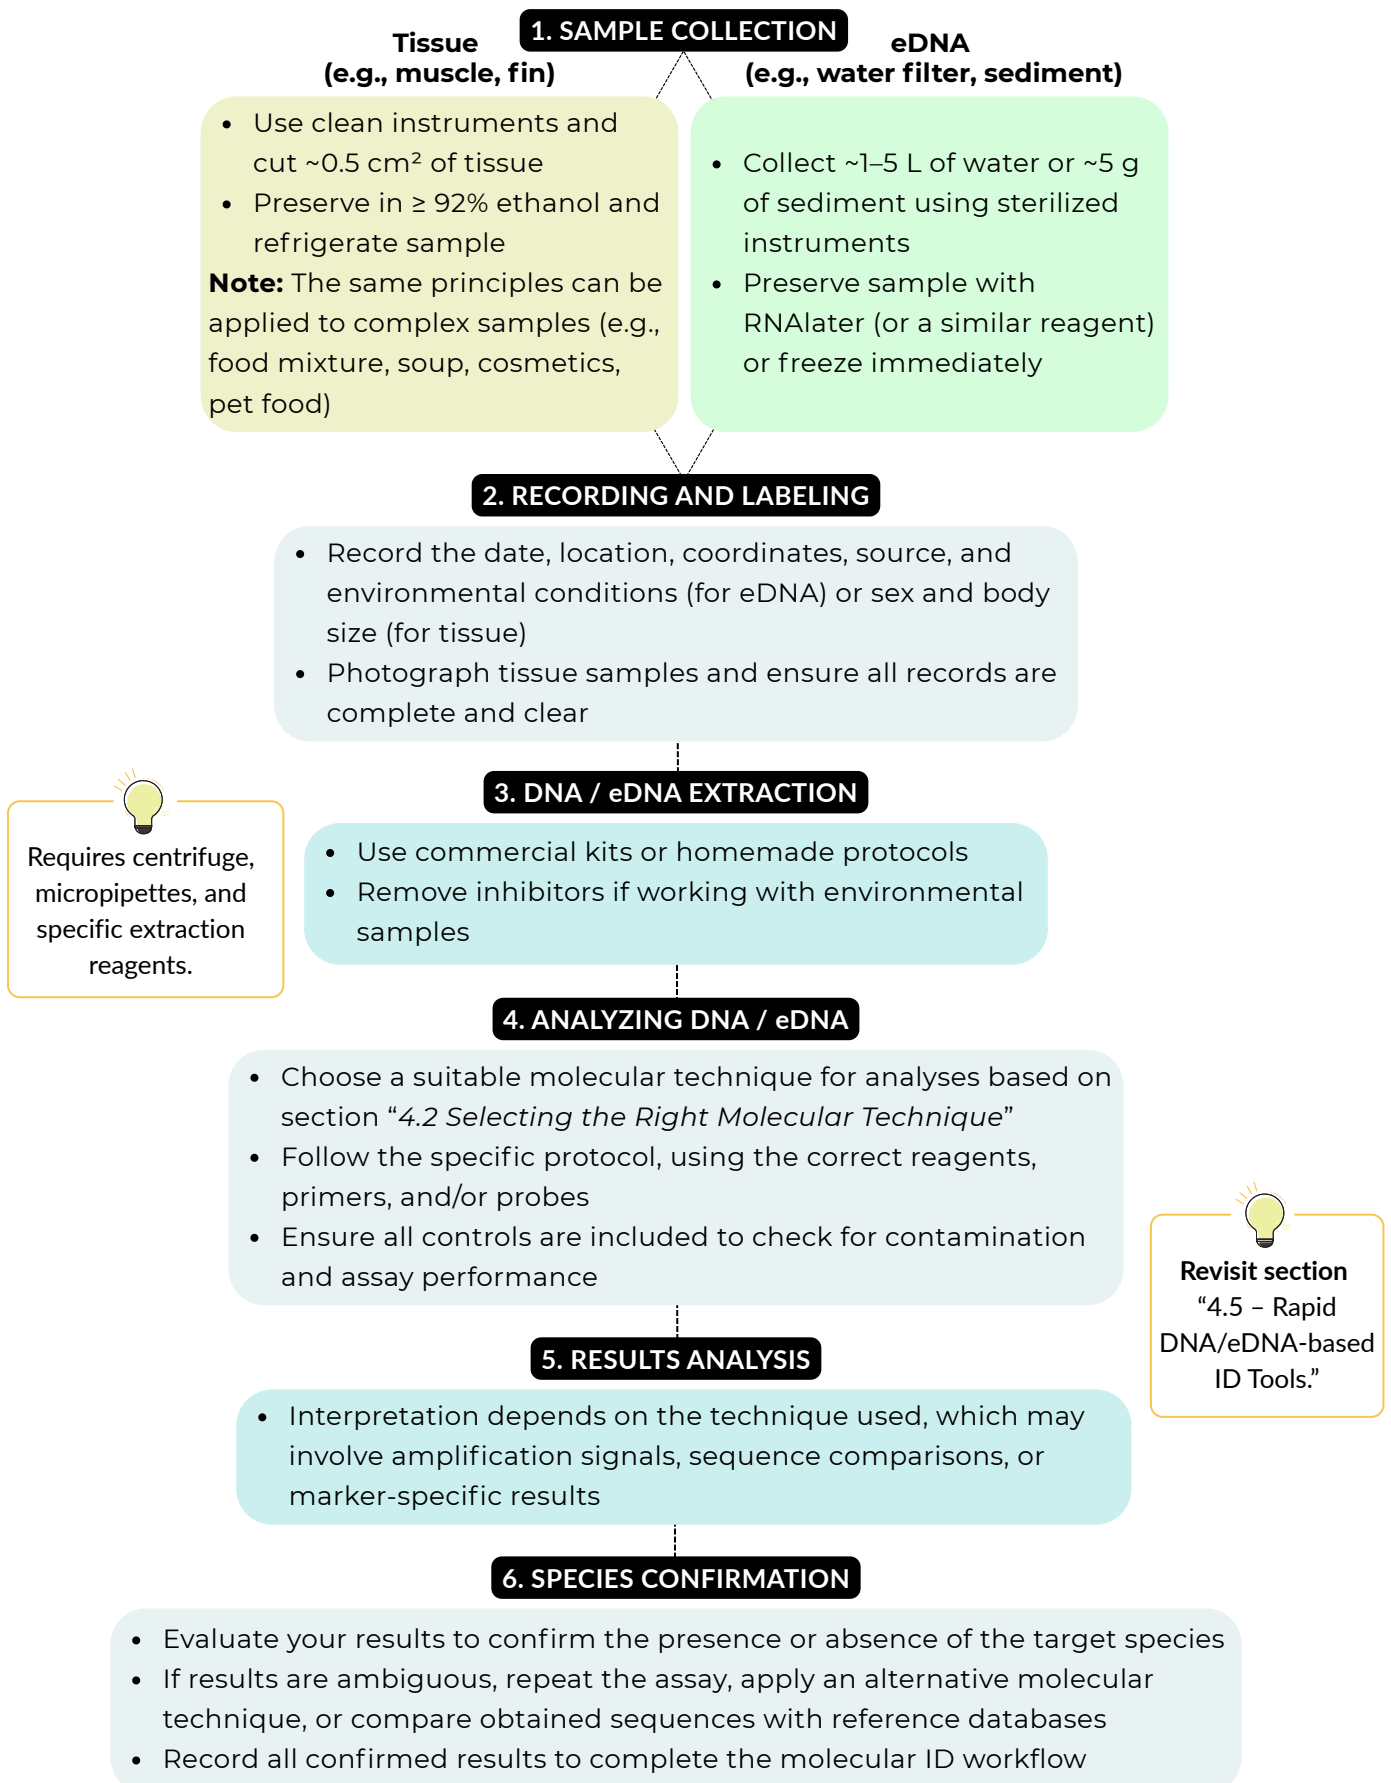 1. SAMPLE COLLECTION
Tissue
(e.g., muscle, fin)
• Use clean instruments and
cut ~0.5 cm² of tissue
• Preserve in ≥ 92% ethanol and
refrigerate sample
Note: The same principles can be
applied to complex samples (e.g.,
food mixture, soup, cosmetics,
pet food)
eDNA
(e.g., water filter, sediment)
• Collect ~1–5 L of water or ~5 g
of sediment using sterilized
instruments
• Preserve sample with
RNAlater (or a similar reagent)
or freeze immediately
2. RECORDING AND LABELING
• Record the date, location, coordinates, source, and
environmental conditions (for eDNA) or sex and body
size (for tissue)
• Photograph tissue samples and ensure all records are
complete and clear
3. DNA / eDNA EXTRACTION
Requires centrifuge,
micropipettes, and
specific extraction
reagents.
• Use commercial kits or homemade protocols
• Remove inhibitors if working with environmental
samples
4. ANALYZING DNA / eDNA
• Choose a suitable molecular technique for analyses based on
section “4.2 Selecting the Right Molecular Technique”
• Follow the specific protocol, using the correct reagents,
primers, and/or probes
• Ensure all controls are included to check for contamination
and assay performance
Revisit section
“4.5 – Rapid
DNA/eDNA-based
ID Tools.”
5. RESULTS ANALYSIS
• Interpretation depends on the technique used, which may
involve amplification signals, sequence comparisons, or
marker-specific results
6. SPECIES CONFIRMATION
• Evaluate your results to confirm the presence or absence of the target species
• If results are ambiguous, repeat the assay, apply an alternative molecular
technique, or compare obtained sequences with reference databases
• Record all confirmed results to complete the molecular ID workflow